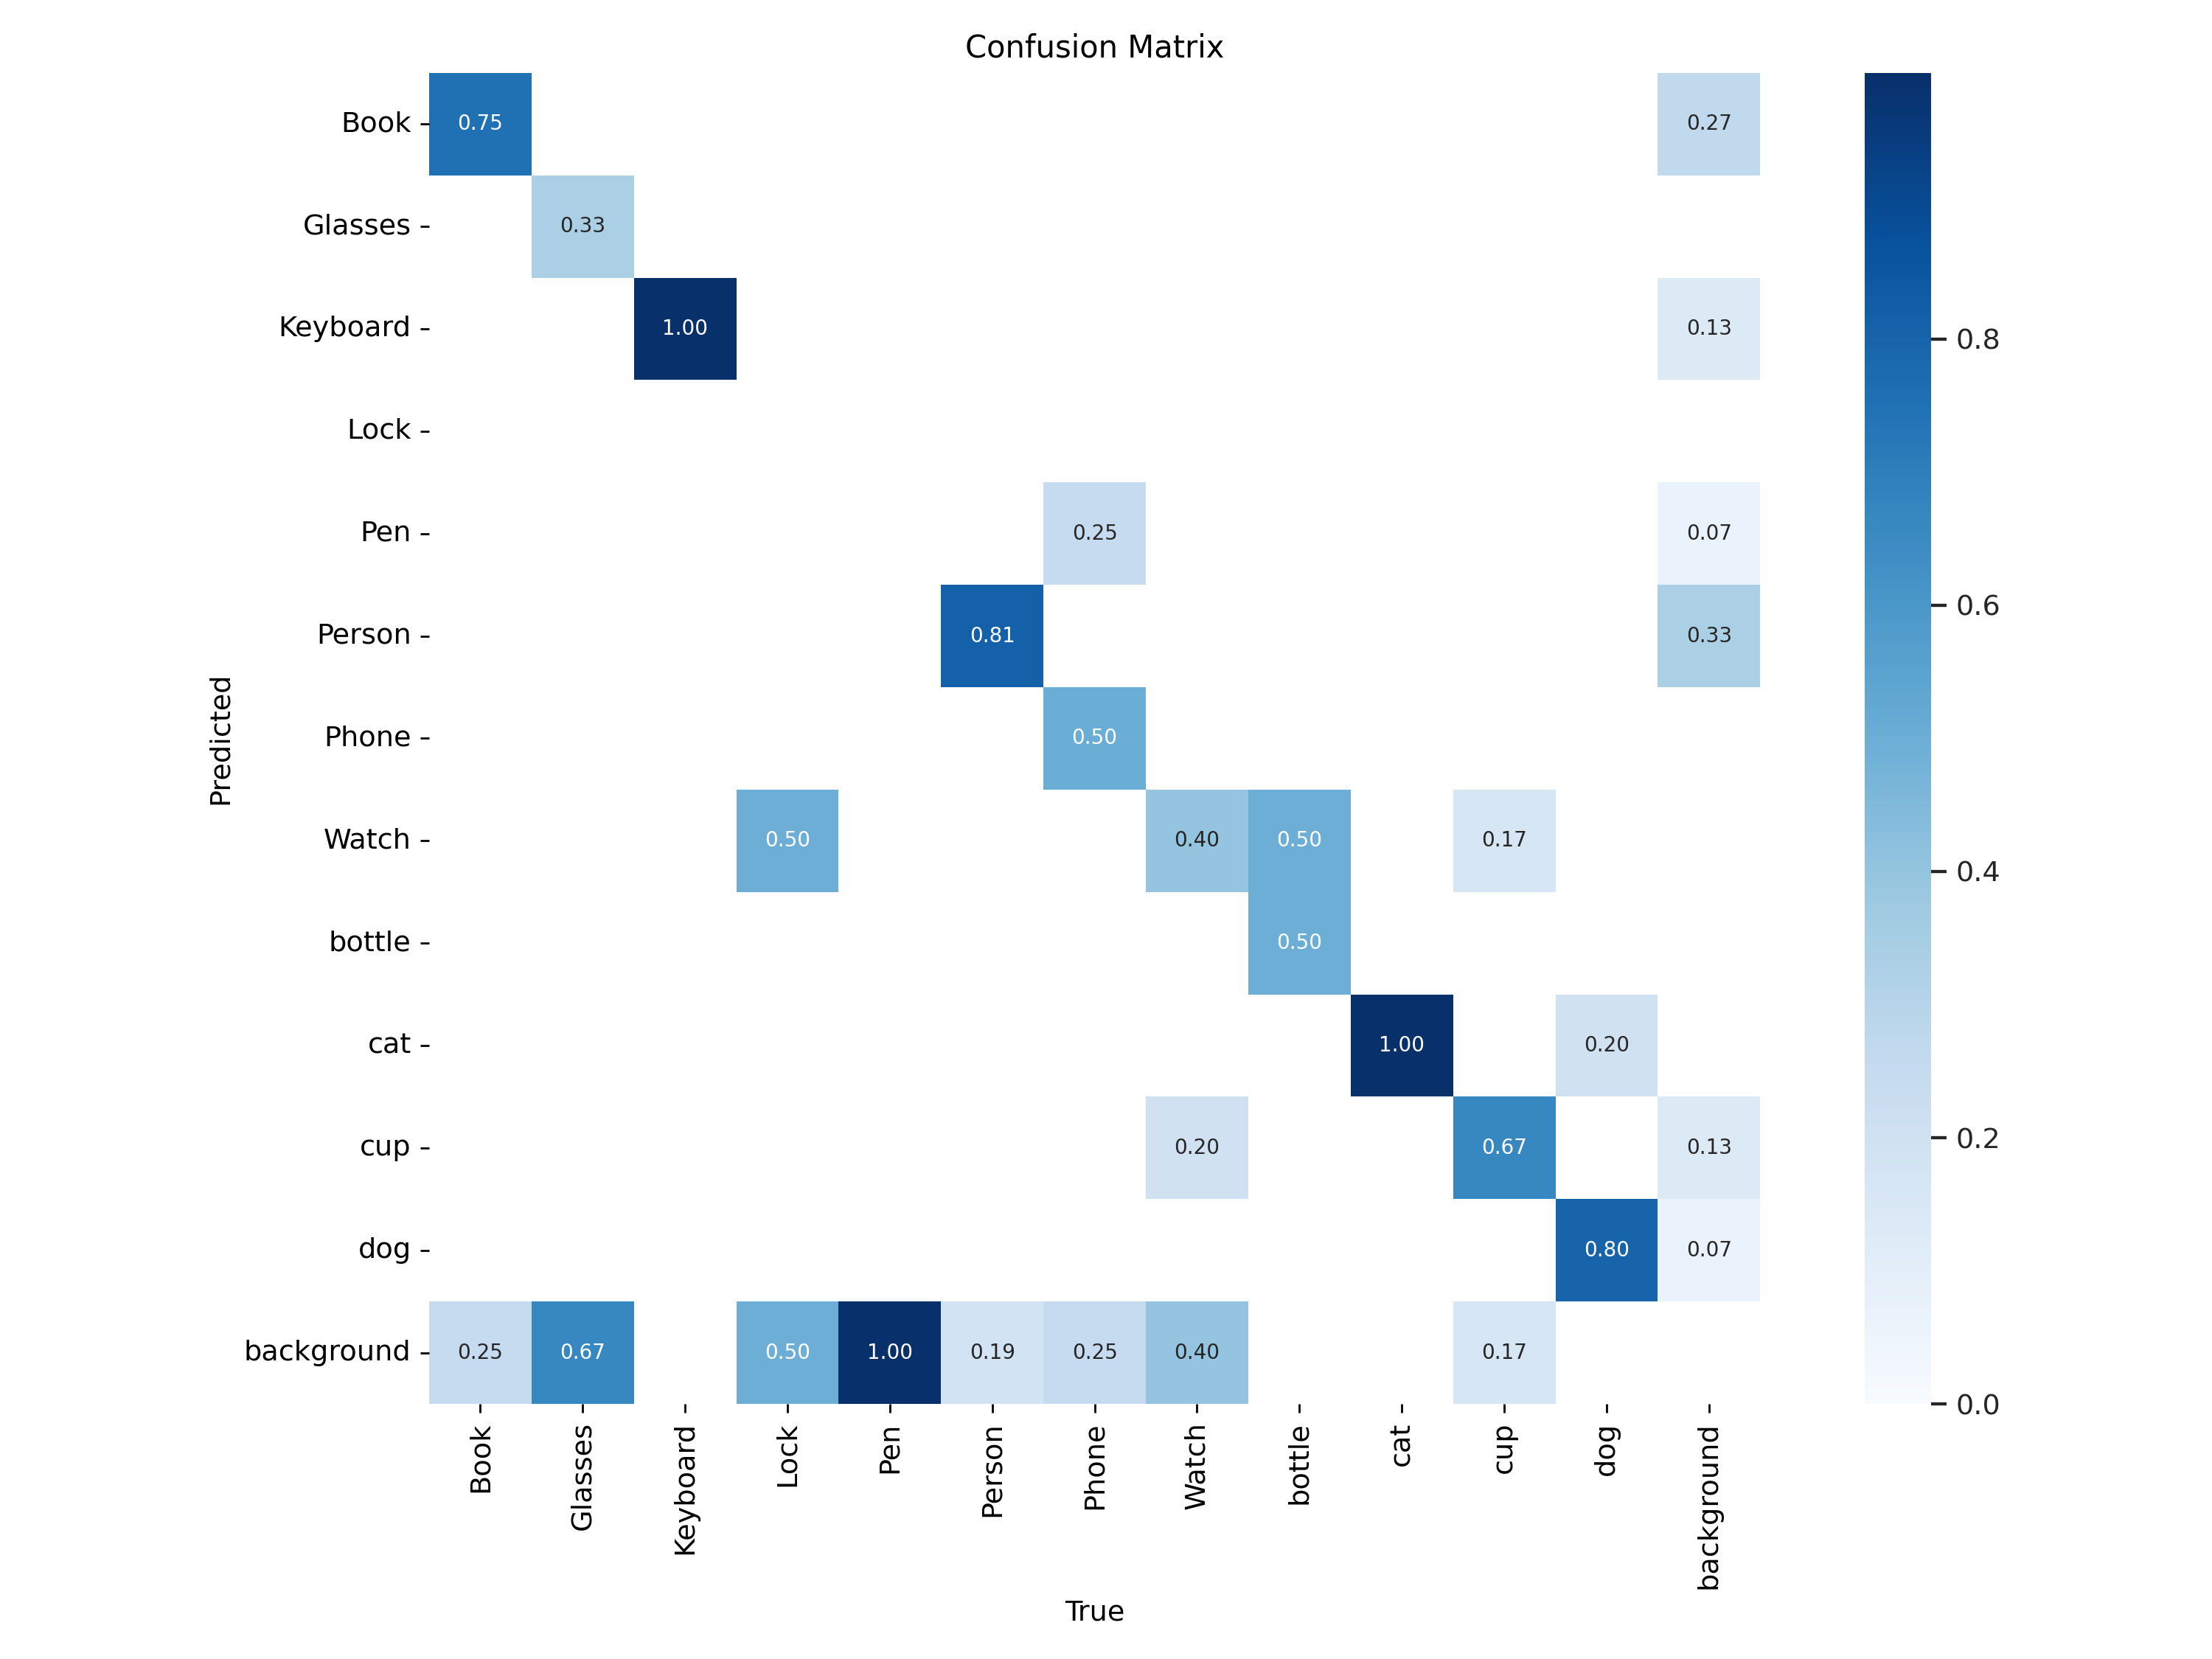 Confusion Matrix
Book 0.75 0.27
Glasses 0.33
Keyboard 1.00 0.13
Lock
Pen 0.25 0.07
Person 0.81 0.33
Phone 0.50
Watch 0.50 0.40 0.50 0.17
bottle 0.50
cat 1.00 0.20
cup 0.20 0.67 0.13
dog 0.80 0.07
background 0.25 0.67 0.50 1.00 0.19 0.25 0.40 0.17
Predicted
Book Glasses Keyboard Lock Pen Person Phone Watch bottle cat cup dog background
True
0.8
0.6
0.4
0.2
0.0